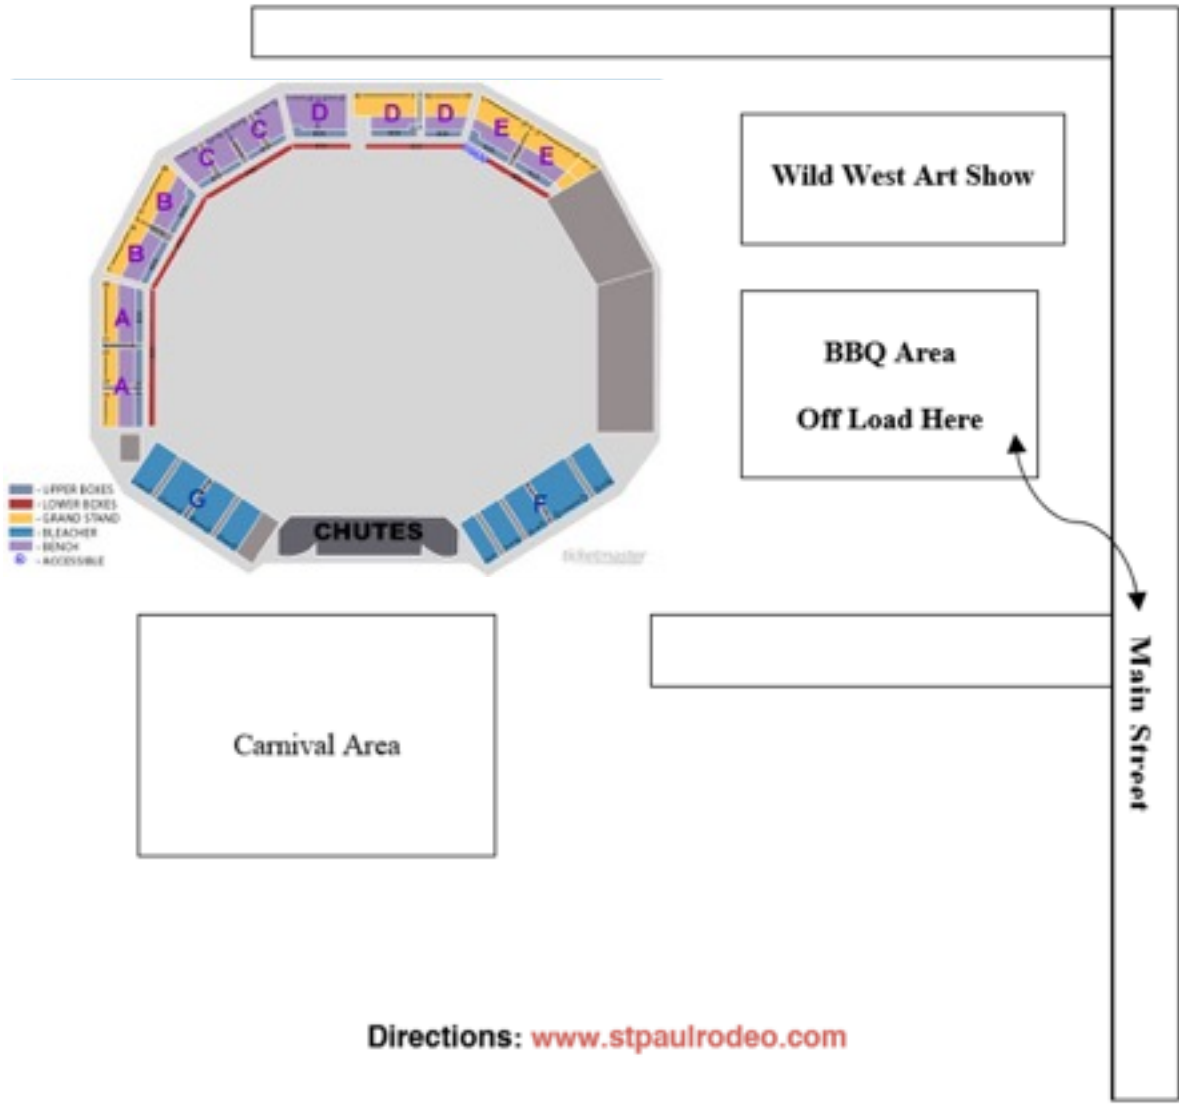 D
D
D
C
C
E
E
B
B
A
A
G
F
CHUTES
- UPPER BOXES
- LOWER BOXES
- GRAND STAND
- BLEACHER
- BENCH
- ACCESSIBLE
ticketmaster
Wild West Art Show
BBQ Area
Off Load Here
Main Street
Carnival Area
Directions: www.stpaulrodeo.com